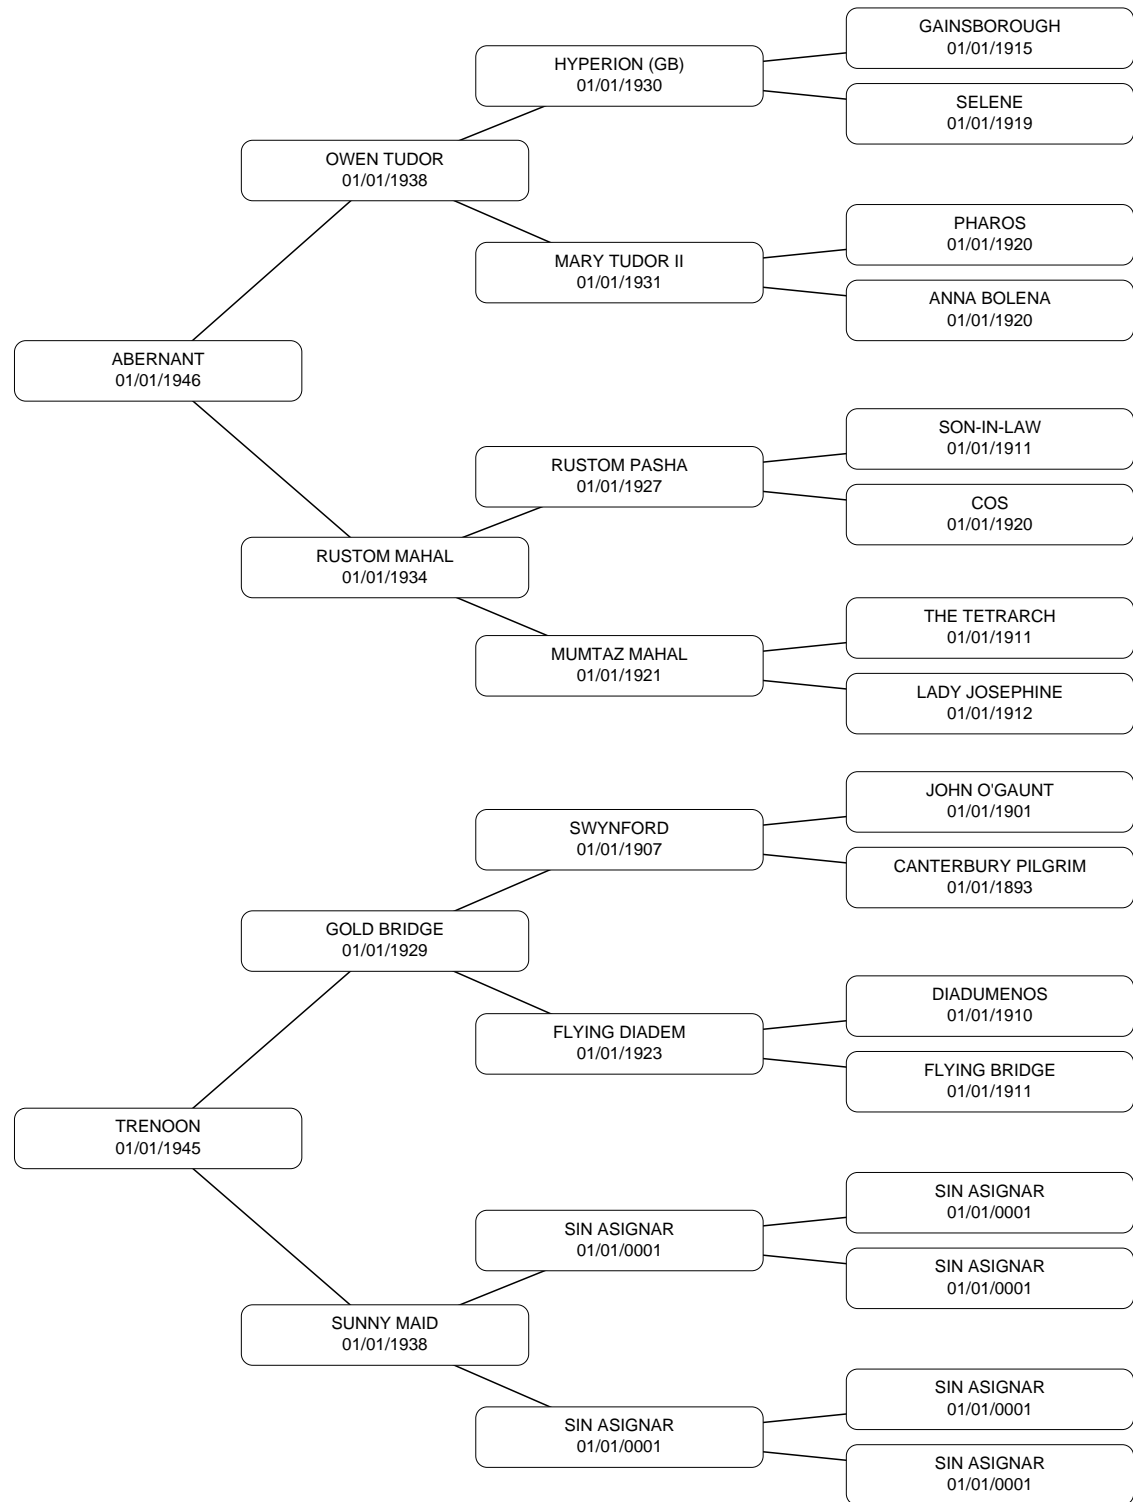 GAINSBOROUGH
01/01/1915
HYPERION (GB)
01/01/1930
SELENE
01/01/1919
OWEN TUDOR
01/01/1938
PHAROS
01/01/1920
MARY TUDOR II
01/01/1931
ANNA BOLENA
01/01/1920
ABERNANT
01/01/1946
SON-IN-LAW
01/01/1911
RUSTOM PASHA
01/01/1927
COS
01/01/1920
RUSTOM MAHAL
01/01/1934
THE TETRARCH
01/01/1911
MUMTAZ MAHAL
01/01/1921
LADY JOSEPHINE
01/01/1912
JOHN O'GAUNT
01/01/1901
SWYNFORD
01/01/1907
CANTERBURY PILGRIM
01/01/1893
GOLD BRIDGE
01/01/1929
DIADUMENOS
01/01/1910
FLYING DIADEM
01/01/1923
FLYING BRIDGE
01/01/1911
TRENOON
01/01/1945
SIN ASIGNAR
01/01/0001
SIN ASIGNAR
01/01/0001
SIN ASIGNAR
01/01/0001
SUNNY MAID
01/01/1938
SIN ASIGNAR
01/01/0001
SIN ASIGNAR
01/01/0001
SIN ASIGNAR
01/01/0001